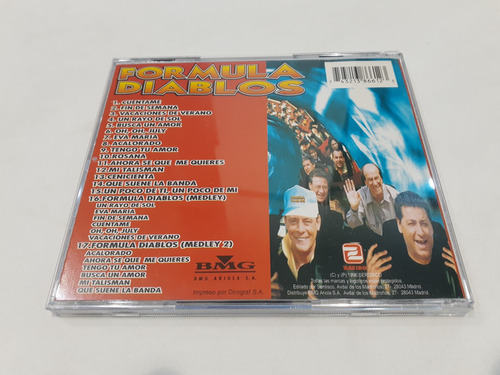 FORMULA
DIABLOS
1. CUENTAME
2. FIN DE SEMANA
3. VACACIONES DE VERANO
4. UN RAYO DE SOL
5. BUSCA UN AMOR
6. OH, OH, JULY
7. EVA MARIA
8. ACALORADO
9. TENGO TU AMOR
10. ROSANA
11. AHORA SE QUE ME QUIERES
12. MI TALISMAN
13. CENICIENTA
14. QUE SUENE LA BANDA
15. UN POCO DE TI, UN POCO DE MI
16. FORMULA DIABLOS (MEDLEY)
UN RAYO DE SOL
EVA MARIA
FIN DE SEMANA
CUENTAME
OH, OH, JULY
VACACIONES DE VERANO
17. FORMULA DIABLOS (MEDLEY 2)
ACALORADO
AHORA SE QUE ME QUIERES
TENGO TU AMOR
BUSCA UN AMOR
MI TALISMAN
QUE SUENE LA BANDA
BMG
BMG ARIOLA S.A.
Impreso por Dinograf S.A.